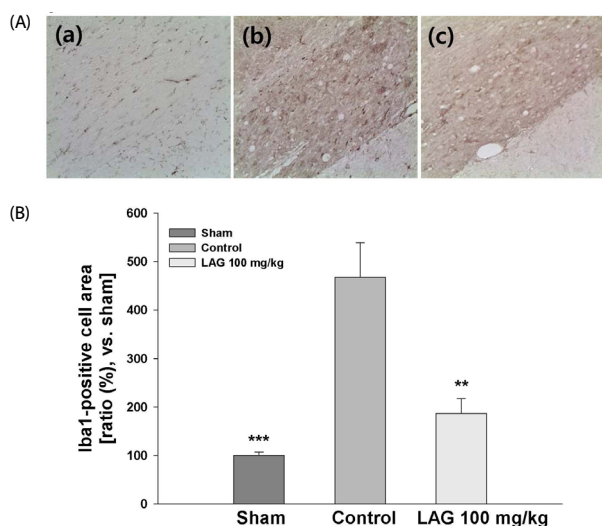 (A)
(a) (b) (c)
(B)
Iba1-positive cell area
[ratio (%), vs. sham]
600
500
400
300
200
100
0
Sham
Control
LAG 100 mg/kg
***
**
Sham Control LAG 100 mg/kg